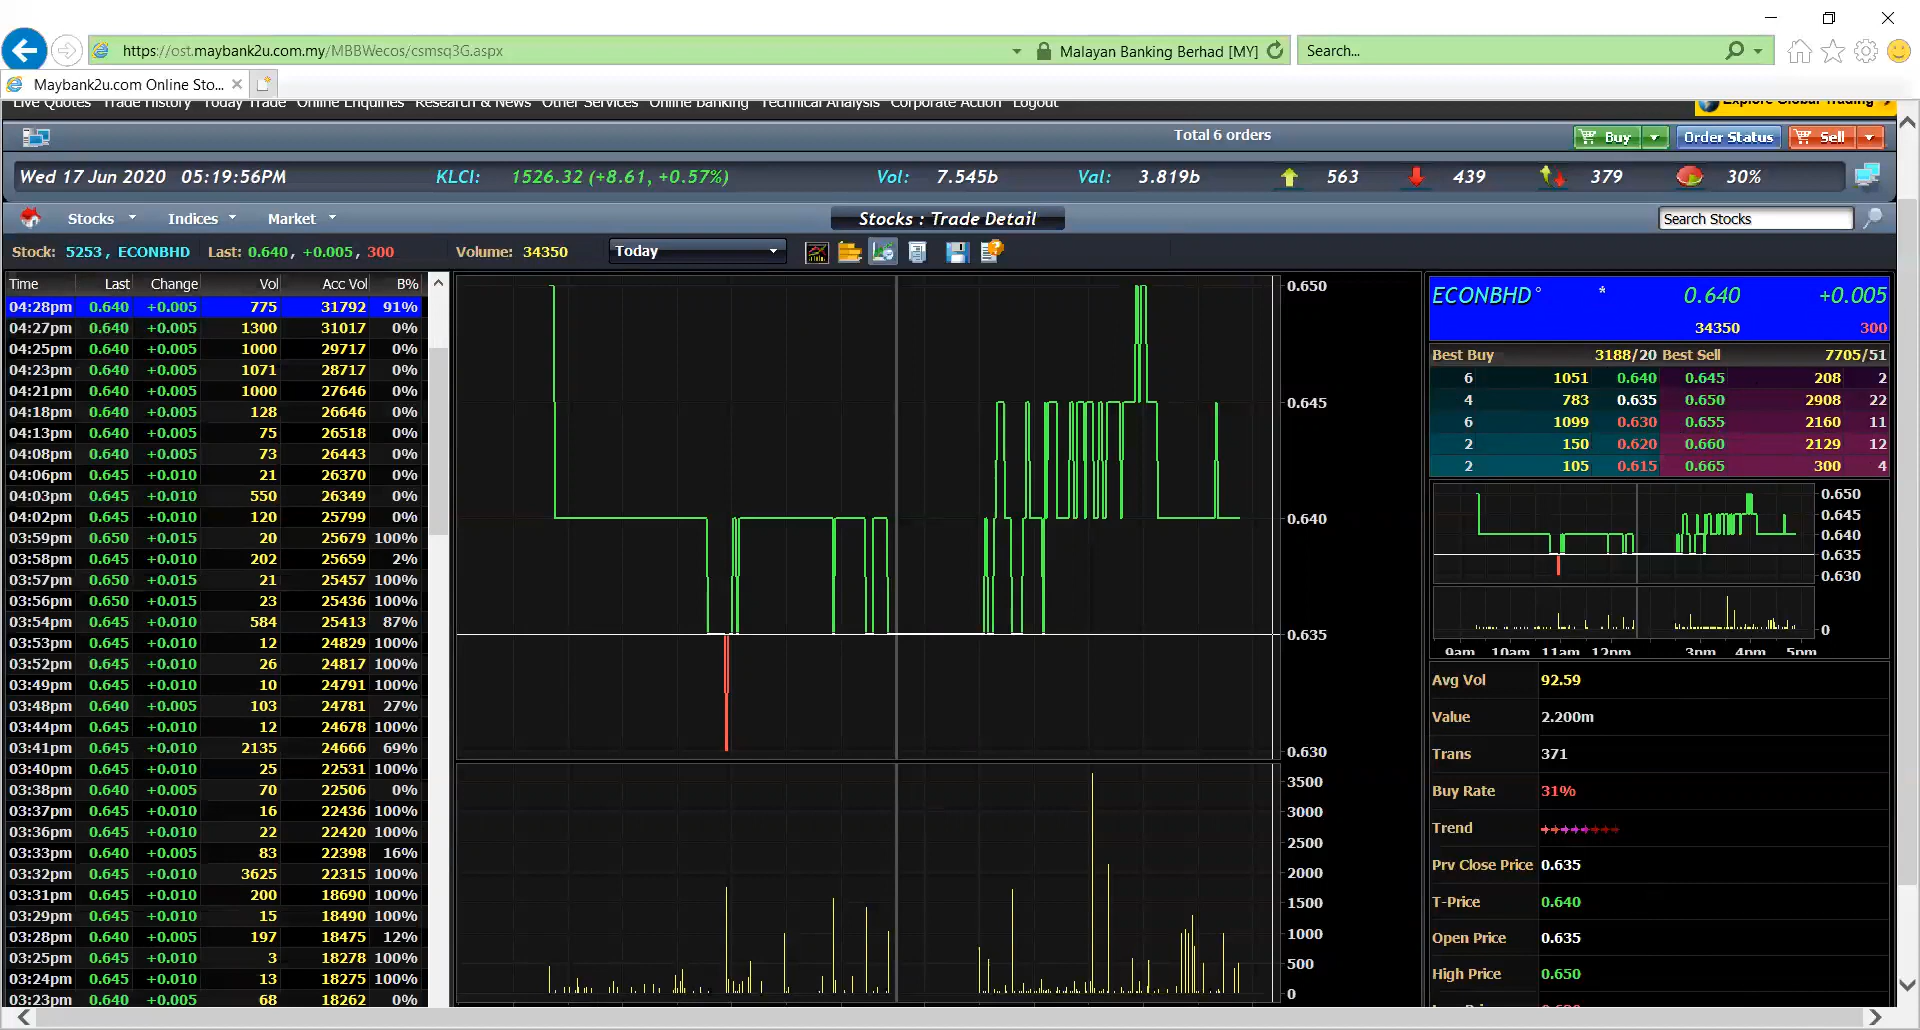 https://ost.maybank2u.com.my/MBBWecos/csmsq3G.aspx
Malayan Banking Berhad [MY]
Search...
Maybank2u.com Online Sto...
Live Quotes Trade History Today Trade Online Enquiries Research & News Other Services Online Banking Technical Analysis Corporate Action Logout
Explore Global Trading
Total 6 orders
Buy
Order Status
Sell
Wed 17 Jun 2020 05:19:56PM KLCI: 1526.32 (+8.61, +0.57%) Vol: 7.545b Val: 3.819b 563 439 379 30%
Stocks Indices Market
Stocks : Trade Detail
Search Stocks
Stock: 5253, ECONBHD Last: 0.640, +0.005, 300 Volume: 34350 Today
Time Last Change Vol Acc Vol B%
04:28pm 0.640 +0.005 775 31792 91%
04:27pm 0.640 +0.005 1300 31017 0%
04:25pm 0.640 +0.005 1000 29717 0%
04:23pm 0.640 +0.005 1071 28717 0%
04:21pm 0.640 +0.005 1000 27646 0%
04:18pm 0.640 +0.005 128 26646 0%
04:13pm 0.640 +0.005 75 26518 0%
04:08pm 0.640 +0.005 73 26443 0%
04:06pm 0.645 +0.010 21 26370 0%
04:03pm 0.645 +0.010 550 26349 0%
04:02pm 0.645 +0.010 120 25799 0%
03:59pm 0.650 +0.015 20 25679 100%
03:58pm 0.645 +0.010 202 25659 2%
03:57pm 0.650 +0.015 21 25457 100%
03:56pm 0.650 +0.015 23 25436 100%
03:54pm 0.645 +0.010 584 25413 87%
03:53pm 0.645 +0.010 12 24829 100%
03:52pm 0.645 +0.010 26 24817 100%
03:49pm 0.645 +0.010 10 24791 100%
03:48pm 0.640 +0.005 103 24781 27%
03:44pm 0.645 +0.010 12 24678 100%
03:41pm 0.645 +0.010 2135 24666 69%
03:40pm 0.645 +0.010 25 22531 100%
03:38pm 0.640 +0.005 70 22506 0%
03:37pm 0.645 +0.010 16 22436 100%
03:36pm 0.645 +0.010 22 22420 100%
03:33pm 0.640 +0.005 83 22398 16%
03:32pm 0.645 +0.010 3625 22315 100%
03:31pm 0.645 +0.010 200 18690 100%
03:29pm 0.645 +0.010 15 18490 100%
03:28pm 0.640 +0.005 197 18475 12%
03:25pm 0.645 +0.010 3 18278 100%
03:24pm 0.645 +0.010 13 18275 100%
03:23pm 0.640 +0.005 68 18262 0%
0.650
0.645
0.640
0.635
0.630
3500
3000
2500
2000
1500
1000
500
0
ECONBHD° * 0.640 +0.005
34350 300
Best Buy 3188/20 Best Sell 7705/51
6 1051 0.640 0.645 208 2
4 783 0.635 0.650 2908 22
6 1099 0.630 0.655 2160 11
2 150 0.620 0.660 2129 12
2 105 0.615 0.665 300 4
0.650
0.645
0.640
0.635
0.630
0
9am 10am 11am 12pm 3pm 4pm 5pm
Avg Vol 92.59
Value 2.200m
Trans 371
Buy Rate 31%
Trend
Prv Close Price 0.635
T-Price 0.640
Open Price 0.635
High Price 0.650